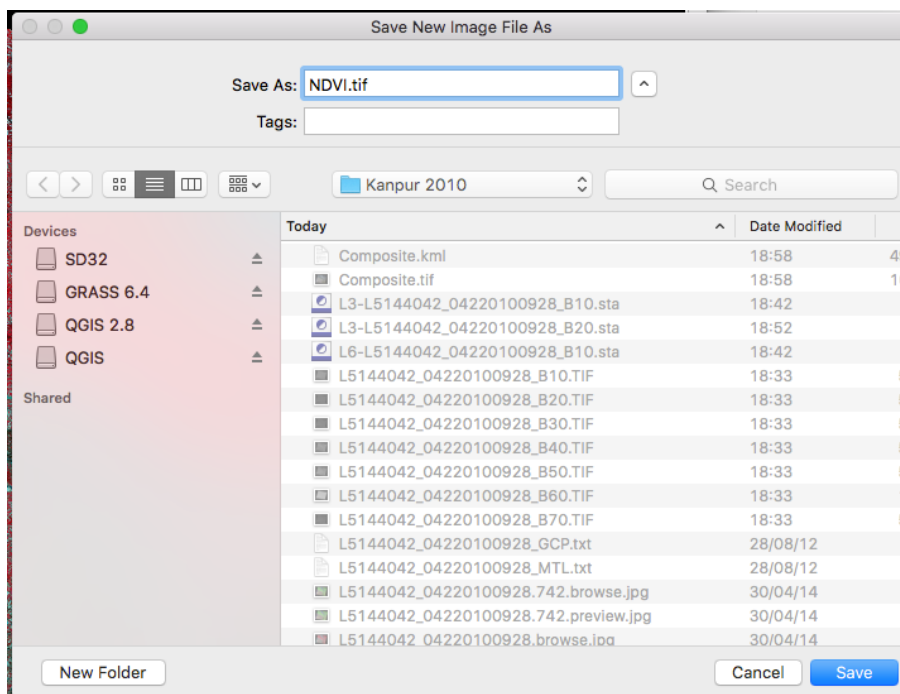 Save New Image File As
Save As: NDVI.tif
Tags:
Kanpur 2010
Search
Devices
SD32
GRASS 6.4
QGIS 2.8
QGIS
Shared
Today Date Modified
Composite.kml 18:58 4
Composite.tif 18:58 1
L3-L5144042_04220100928_B10.sta 18:42
L3-L5144042_04220100928_B20.sta 18:52
L6-L5144042_04220100928_B10.sta 18:42
L5144042_04220100928_B10.TIF 18:33
L5144042_04220100928_B20.TIF 18:33
L5144042_04220100928_B30.TIF 18:33
L5144042_04220100928_B40.TIF 18:33
L5144042_04220100928_B50.TIF 18:33
L5144042_04220100928_B60.TIF 18:33
L5144042_04220100928_B70.TIF 18:33
L5144042_04220100928_GCP.txt 28/08/12
L5144042_04220100928_MTL.txt 28/08/12
L5144042_04220100928.742.browse.jpg 30/04/14
L5144042_04220100928.742.preview.jpg 30/04/14
L5144042_04220100928.browse.jpg 30/04/14
New Folder Cancel Save